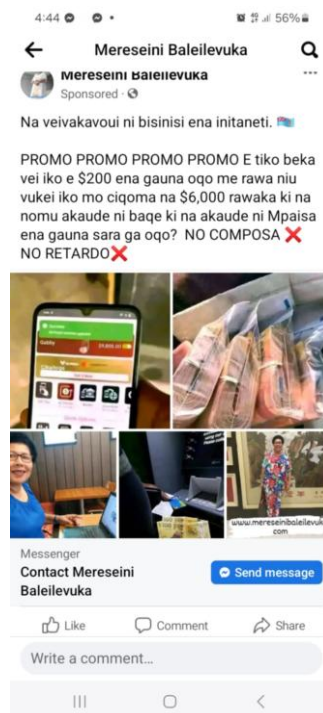 4:44
56%
Mereseini Baleilevuka
Mereseini Baleilevuka
Sponsored ·
Na veivakavoui ni bisinisi ena initaneti.
PROMO PROMO PROMO PROMO E tiko beka
vei iko e $200 ena gauna oqo me rawa niu
vukei iko mo ciqoma na $6,000 rawaka ki na
nomu akaude ni baqe ki na akaude ni Mpaisa
ena gauna sara ga oqo? NO COMPOSA ❌
NO RETARDO❌
www.mereseinibaleilevuk
com
Messenger
Contact Mereseini
Baleilevuka
Send message
Like
Comment
Share
Write a comment...